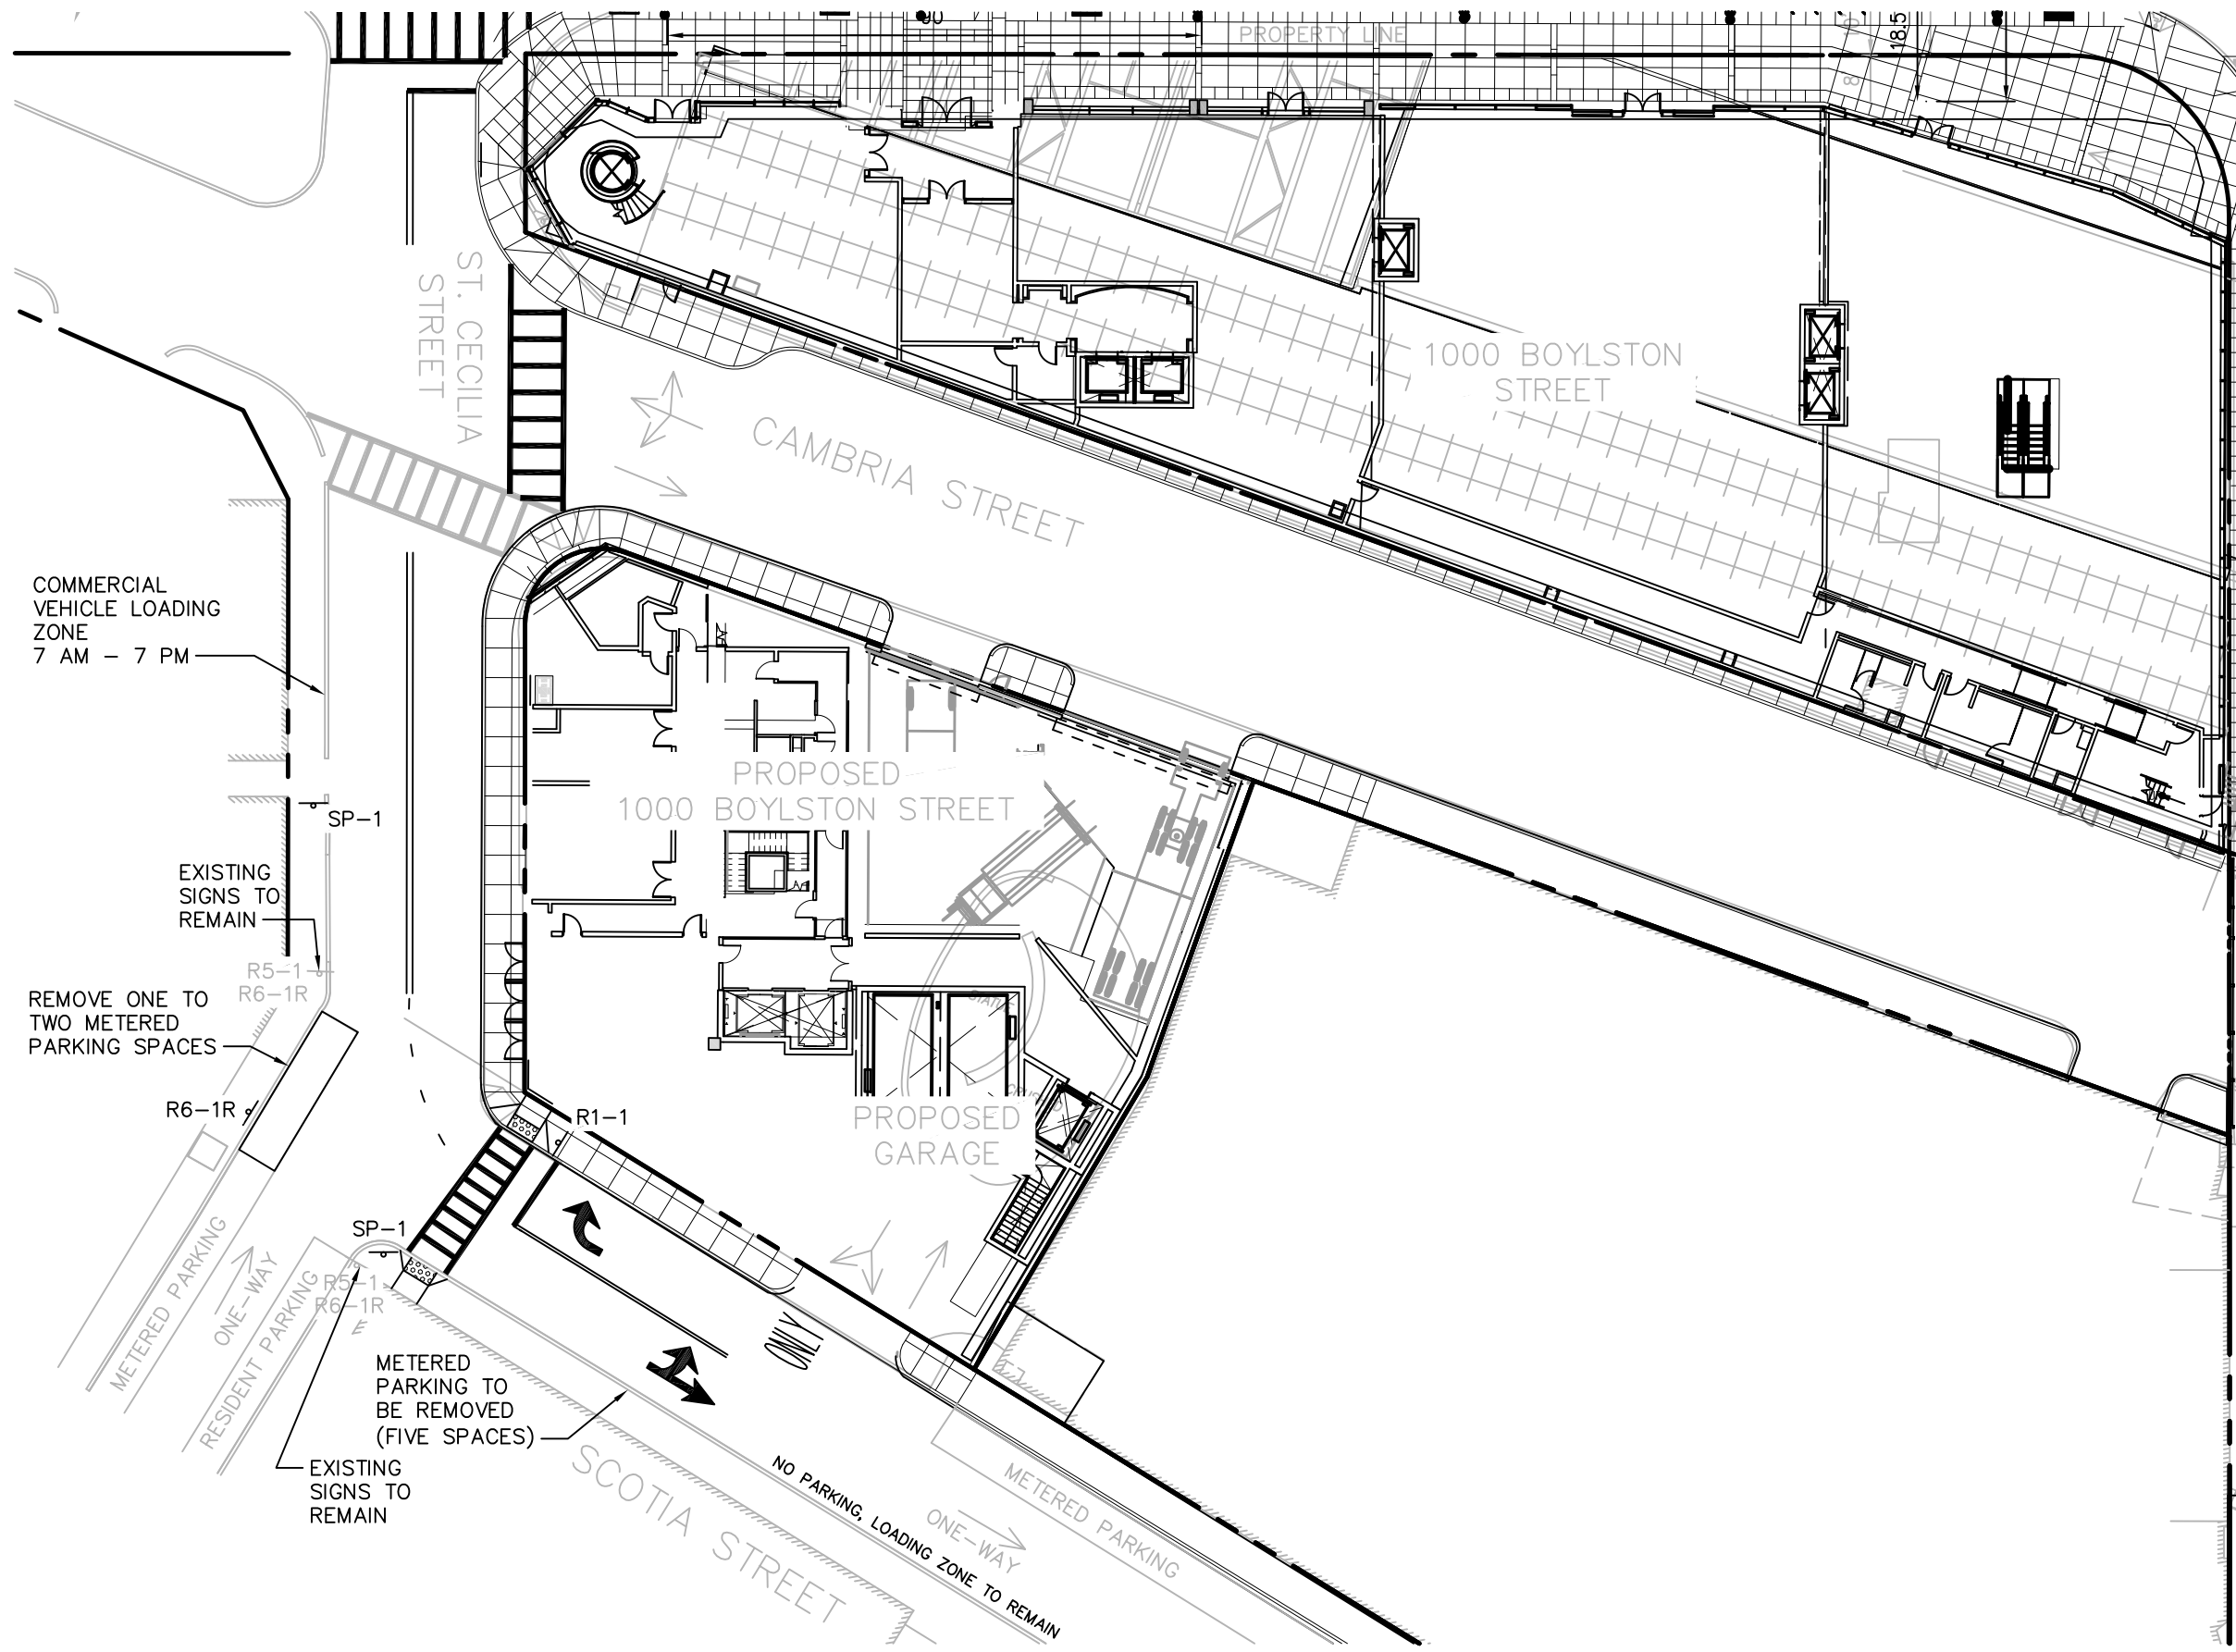 90
PROPERTY LINE
18.5
10
8
ST. CECILIA
STREET
CAMBRIA STREET
1000 BOYLSTON
STREET
COMMERCIAL
VEHICLE LOADING
ZONE
7 AM – 7 PM
PROPOSED
1000 BOYLSTON STREET
SP–1
EXISTING
SIGNS TO
REMAIN
R5–1
R6–1R
REMOVE ONE TO
TWO METERED
PARKING SPACES
R6–1R
R1–1
PROPOSED
GARAGE
SP–1
METERED PARKING
ONE–WAY
RESIDENT PARKING
R5–1
R6–1R
ONLY
METERED
PARKING TO
BE REMOVED
(FIVE SPACES)
EXISTING
SIGNS TO
REMAIN
SCOTIA STREET
NO PARKING, LOADING ZONE TO REMAIN
ONE–WAY
METERED PARKING